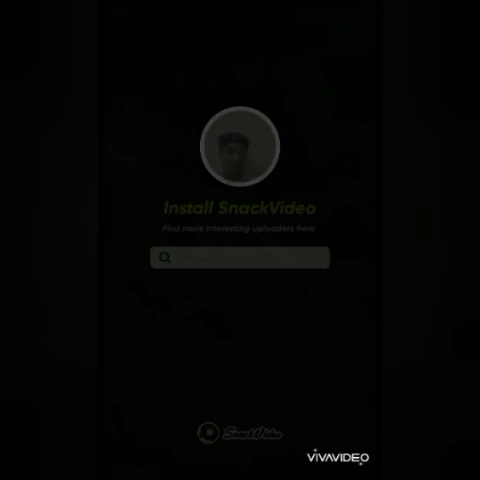 Install SnackVideo
Find more interesting uploaders here
SnackVideo
VIVAVIDEO